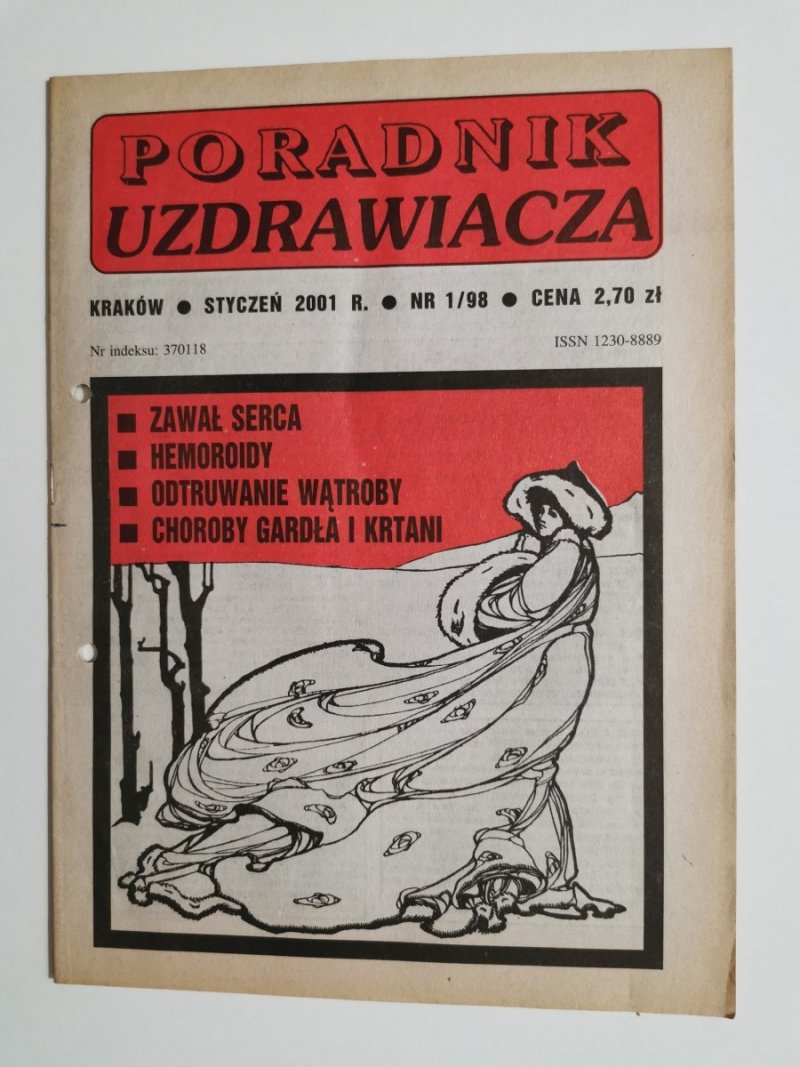 PORADNIK
UZDRAWIACZA
KRAKÓW ● STYCZEŃ 2001 R. ● NR 1/98 ● CENA 2,70 zł
Nr indeksu: 370118
ISSN 1230-8889
■ ZAWAŁ SERCA
■ HEMOROIDY
■ ODTRUWANIE WĄTROBY
■ CHOROBY GARDŁA I KRTANI